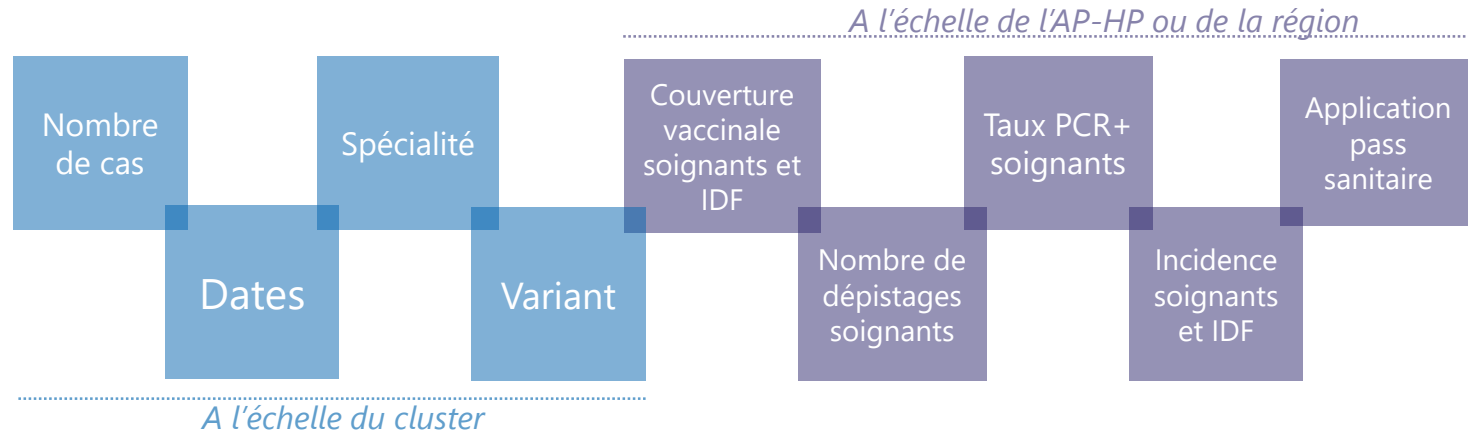 A l'échelle de l'AP-HP ou de la région
Nombre
de cas
Dates
Spécialité
Variant
Couverture
vaccinale
soignants et
IDF
Nombre de
dépistages
soignants
Taux PCR+
soignants
Incidence
soignants
et IDF
Application
pass
sanitaire
A l'échelle du cluster